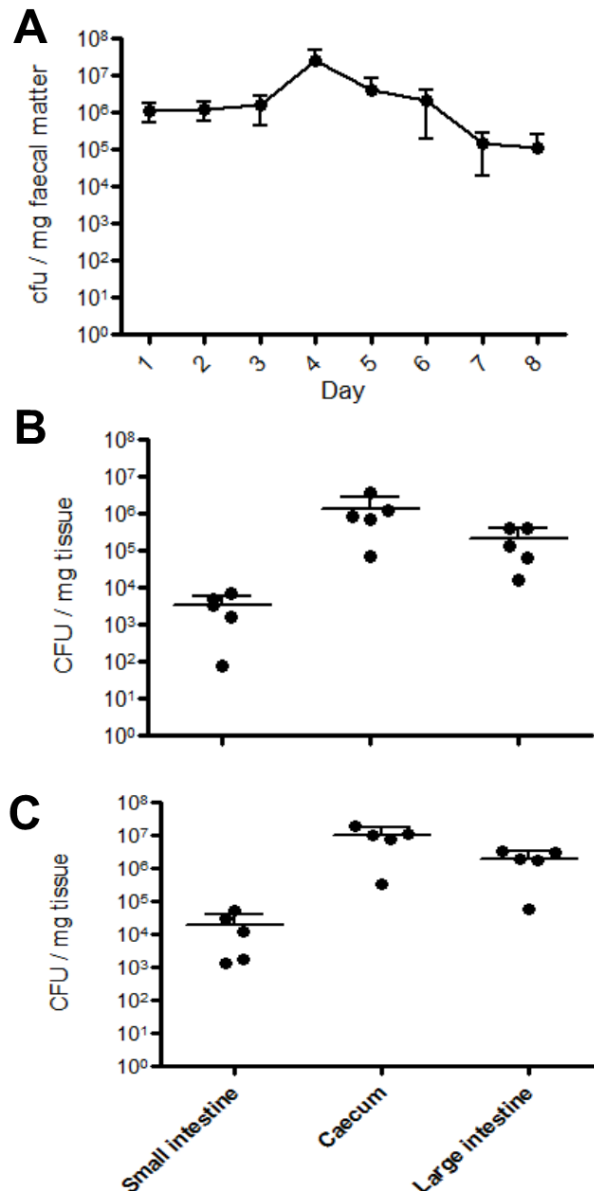 A
cfu / mg faecal matter
10⁸
10⁷
10⁶
10⁵
10⁴
10³
10²
10¹
10⁰
1 2 3 4 5 6 7 8
Day
B
CFU / mg tissue
10⁸
10⁷
10⁶
10⁵
10⁴
10³
10²
10¹
10⁰
C
CFU / mg tissue
10⁸
10⁷
10⁶
10⁵
10⁴
10³
10²
10¹
10⁰
Small intestine
Caecum
Large intestine